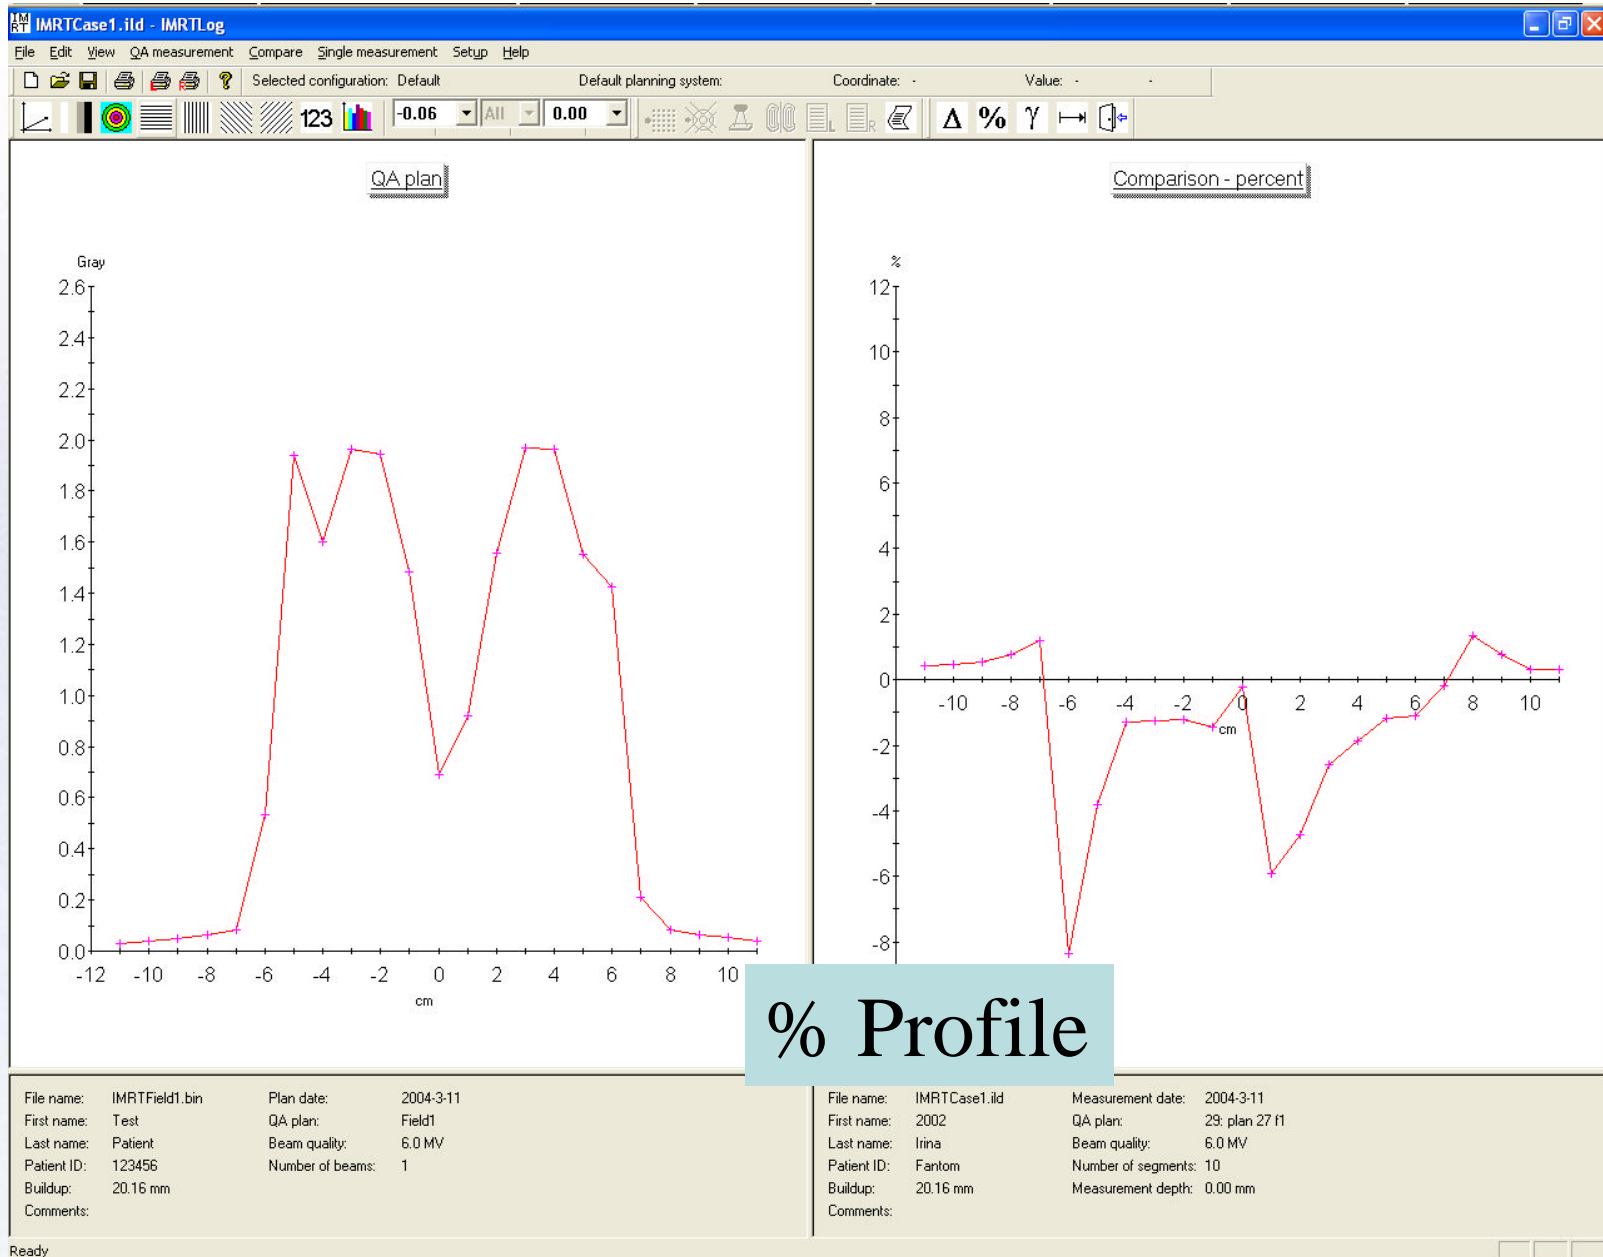 IMRTCase1.ild - IMRTLog
File Edit View QA measurement Compare Single measurement Setup Help
Selected configuration: Default Default planning system: Coordinate: - Value: - -
123 -0.06 All 0.00 Δ % γ
QA plan
Gray
2.6
2.4
2.2
2.0
1.8
1.6
1.4
1.2
1.0
0.8
0.6
0.4
0.2
0.0
-12 -10 -8 -6 -4 -2 0 2 4 6 8 10
cm
Comparison - percent
%
12
10
8
6
4
2
0
-10 -8 -6 -4 -2 0 2 4 6 8 10
cm
-2
-4
-6
-8
% Profile
File name: IMRTField1.bin Plan date: 2004-3-11
First name: Test QA plan: Field1
Last name: Patient Beam quality: 6.0 MV
Patient ID: 123456 Number of beams: 1
Buildup: 20.16 mm
Comments:
File name: IMRTCase1.ild Measurement date: 2004-3-11
First name: 2002 QA plan: 29: plan 27 f1
Last name: Irina Beam quality: 6.0 MV
Patient ID: Fantom Number of segments: 10
Buildup: 20.16 mm Measurement depth: 0.00 mm
Comments:
Ready